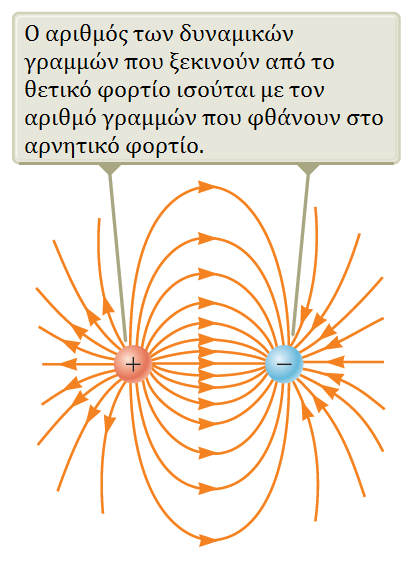 Ο αριθμός των δυναμικών
γραμμών που ξεκινούν από το
θετικό φορτίο ισούται με τον
αριθμό γραμμών που φθάνουν στο
αρνητικό φορτίο.
+
−